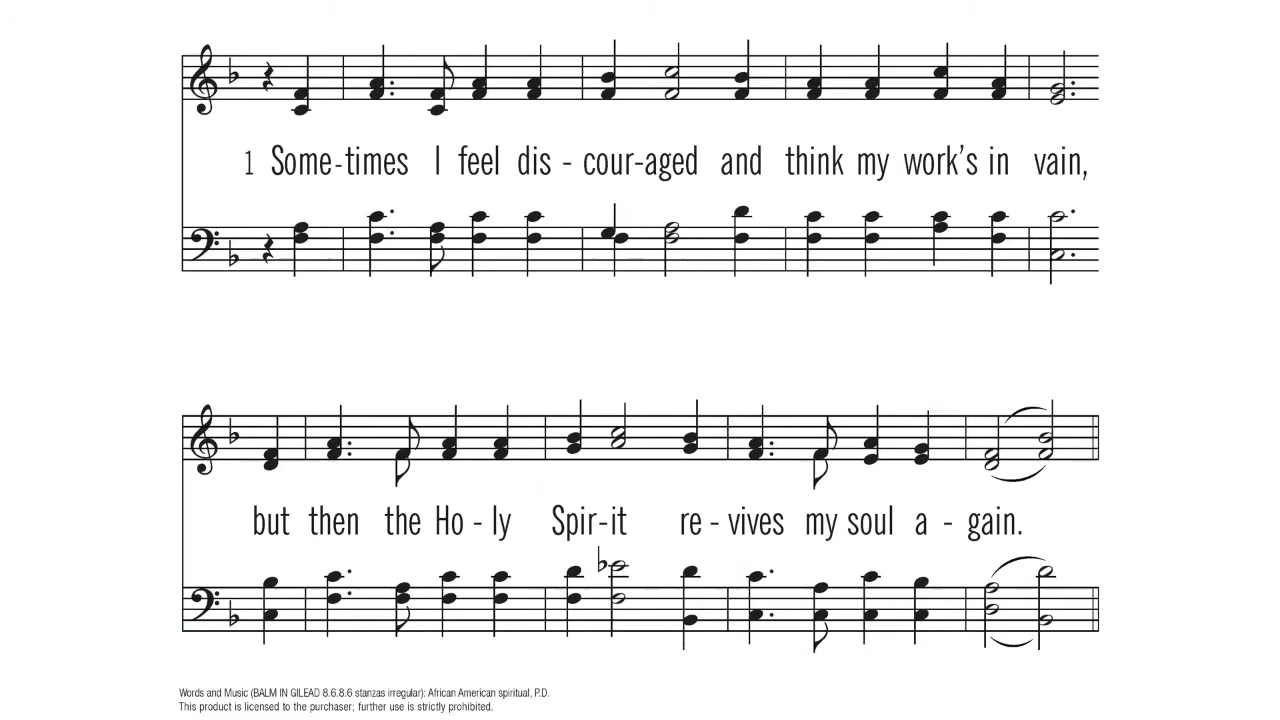 1 Some-times I feel dis - cour-aged and think my work's in vain,
but then the Ho - ly Spir-it re - vives my soul a - gain.
Words and Music (BALM IN GILEAD 8.6.8.6 stanzas irregular): African American spiritual, P.D.
This product is licensed to the purchaser; further use is strictly prohibited.